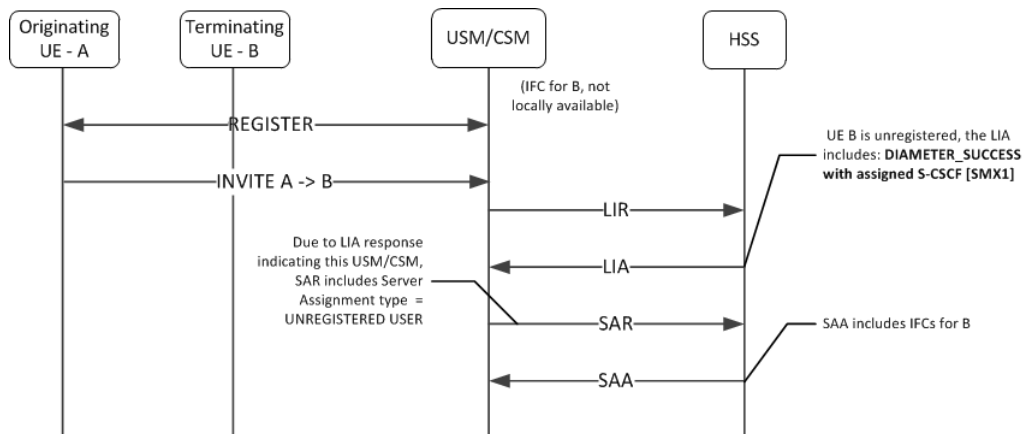 Originating
UE - A
Terminating
UE - B
USM/CSM
HSS
(IFC for B, not
locally available)
REGISTER
UE B is unregistered, the LIA
includes: DIAMETER_SUCCESS
with assigned S-CSCF [SMX1]
INVITE A -> B
LIR
Due to LIA response
indicating this USM/CSM,
SAR includes Server
Assignment type =
UNREGISTERED USER
LIA
SAR
SAA includes IFCs for B
SAA